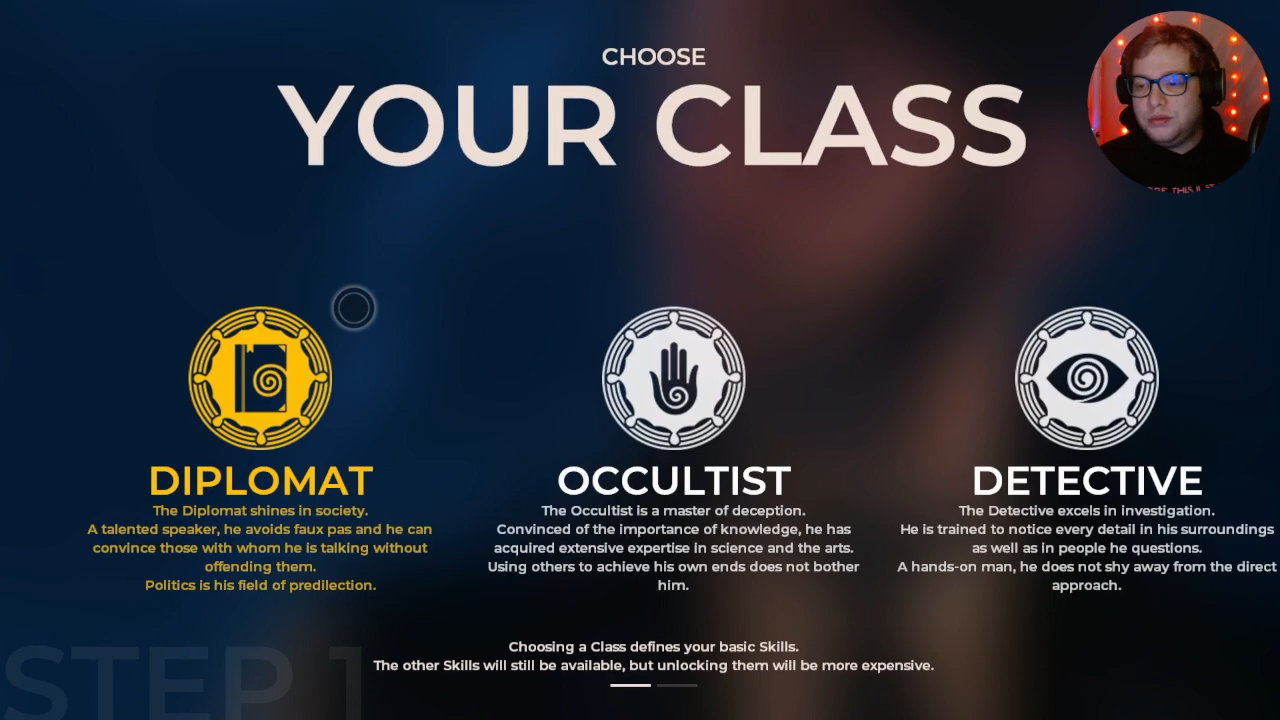 CHOOSE
YOUR CLASS
DIPLOMAT
The Diplomat shines in society.
A talented speaker, he avoids faux pas and he can
convince those with whom he is talking without
offending them.
Politics is his field of predilection.
OCCULTIST
The Occultist is a master of deception.
Convinced of the importance of knowledge, he has
acquired extensive expertise in science and the arts.
Using others to achieve his own ends does not bother
him.
DETECTIVE
The Detective excels in investigation.
He is trained to notice every detail in his surroundings
as well as in people he questions.
A hands-on man, he does not shy away from the direct
approach.
Choosing a Class defines your basic Skills.
The other Skills will still be available, but unlocking them will be more expensive.
STEP 1